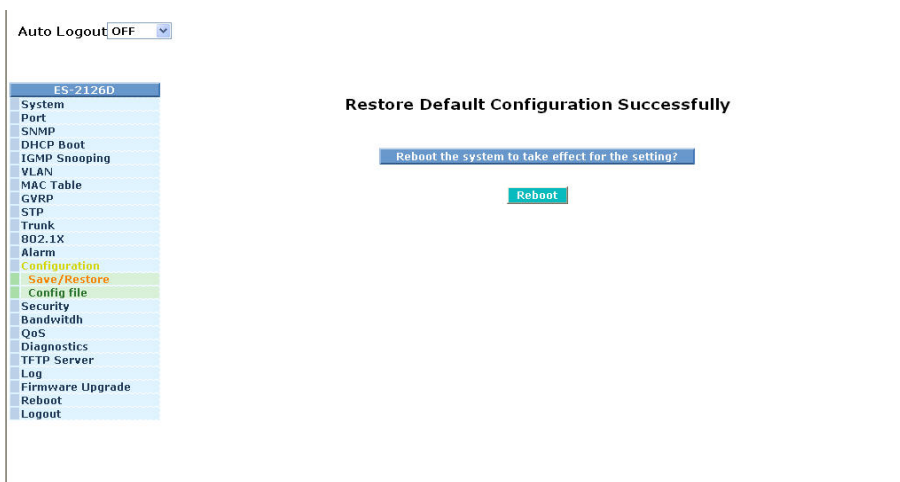 Auto Logout OFF
ES-2126D
System
Port
SNMP
DHCP Boot
IGMP Snooping
VLAN
MAC Table
GVRP
STP
Trunk
802.1X
Alarm
Configuration
Save/Restore
Config file
Security
Bandwitdh
QoS
Diagnostics
TFTP Server
Log
Firmware Upgrade
Reboot
Logout
Restore Default Configuration Successfully
Reboot the system to take effect for the setting?
Reboot